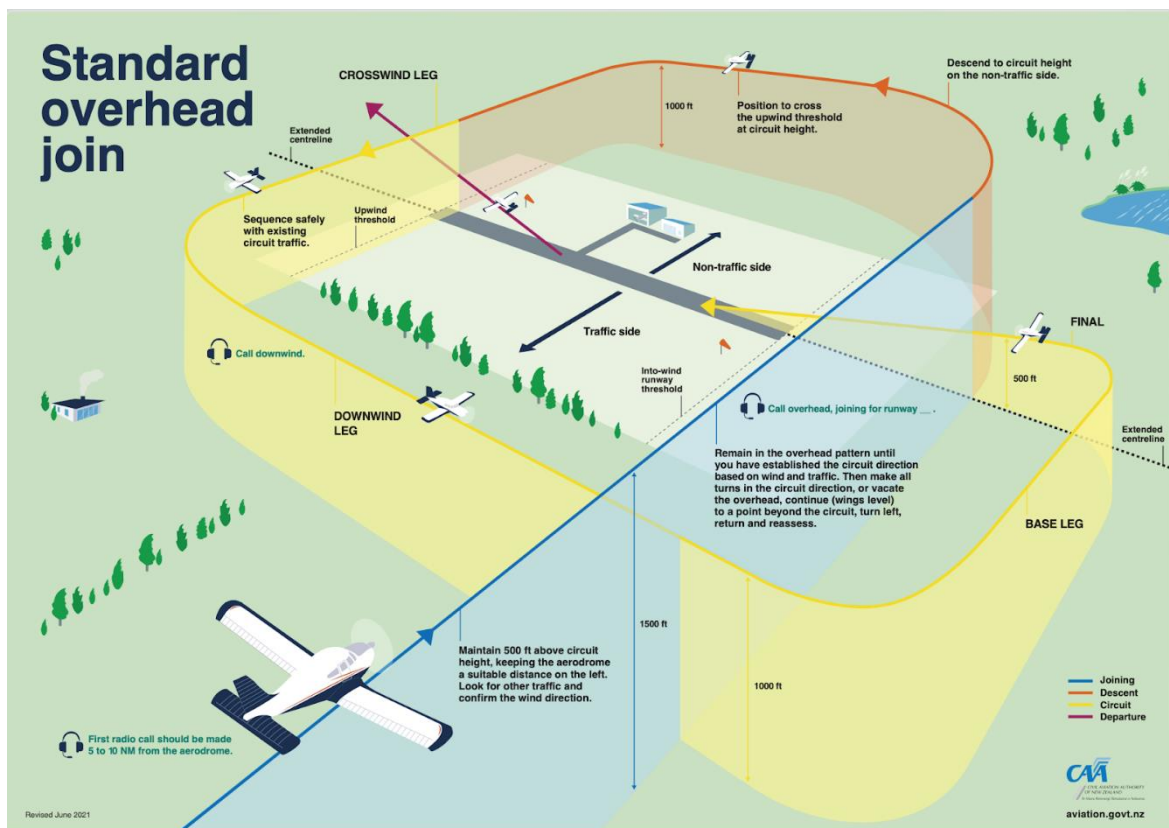 Standard
overhead
join
CROSSWIND LEG
Extended
centreline
1000 ft
Position to cross
the upwind threshold
at circuit height.
Descend to circuit height
on the non-traffic side.
Sequence safely
with existing
circuit traffic.
Upwind
threshold
Non-traffic side
Traffic side
FINAL
500 ft
Call downwind.
Into-wind
runway
threshold
DOWNWIND
LEG
Call overhead, joining for runway __ .
Extended
centreline
Remain in the overhead pattern until
you have established the circuit direction
based on wind and traffic. Then make all
turns in the circuit direction, or vacate
the overhead, continue (wings level)
to a point beyond the circuit, turn left,
return and reassess.
BASE LEG
1500 ft
Maintain 500 ft above circuit
height, keeping the aerodrome
a suitable distance on the left.
Look for other traffic and
confirm the wind direction.
1000 ft
Joining
Descent
Circuit
Departure
First radio call should be made
5 to 10 NM from the aerodrome.
CAA
CIVIL AVIATION AUTHORITY
OF NEW ZEALAND
Revised June 2021
aviation.govt.nz